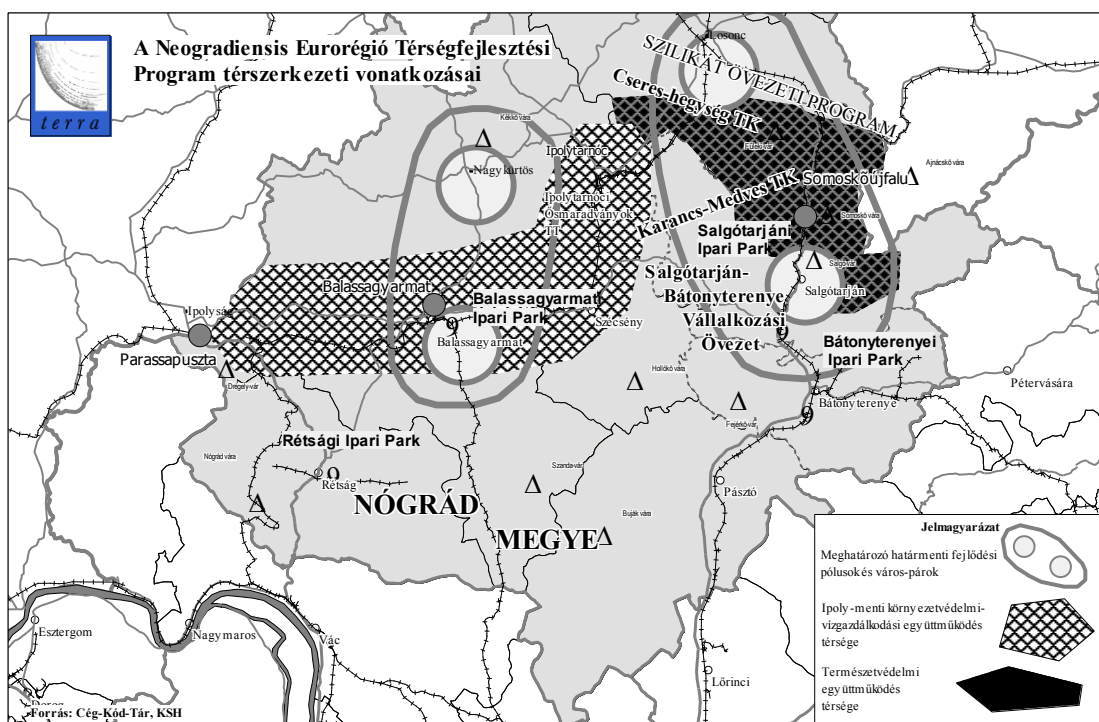 A Neogradiensis Eurorégió Térségfejlesztési
Program térszerkezeti vonatkozásai
terra
Losonc
SZILIKÁT ÖVEZETI PROGRAM
Cseres-hegység TK
Kékkő vára
Ipolytarnóc
Füleki vár
Ajnácskő vára
Nagykürtös
Somoskõújfalu
Ipolytarnóci
Ősmaradványok
TT
Karancs-Medves TK
Somoskő vára
Salgótarjáni
Ipari Park
Salgó vár
Salgótarján-
Bátonyterenye
Vállalkozási
Övezet
Salgótarján
Balassagyarmat
Balassagyarmati
Ipari Park
Ipolyság
Szécsény
Balassagyarmat
Parassapuszta
Bátonyterenyei
Ipari Park
Drégely-vár
Hollókő vára
Pétervására
Bátonyterenye
Fejérkő-vár
Rétsági Ipari Park
Nógrád vára
Rétság
Szanda-vár
NÓGRÁD
Pásztó
Buják vára
MEGYE
Esztergom
Nagymaros
Vác
Lőrinci
Dorog
Forrás: Cég-Kód-Tár, KSH
Jelmagyarázat
Meghatározó határmenti fejlődési
pólusok és város-párok
Ipoly-menti környezetvédelmi-
vízgazdálkodási együttműködés
térsége
Természetvédelmi
együttműködés
térsége